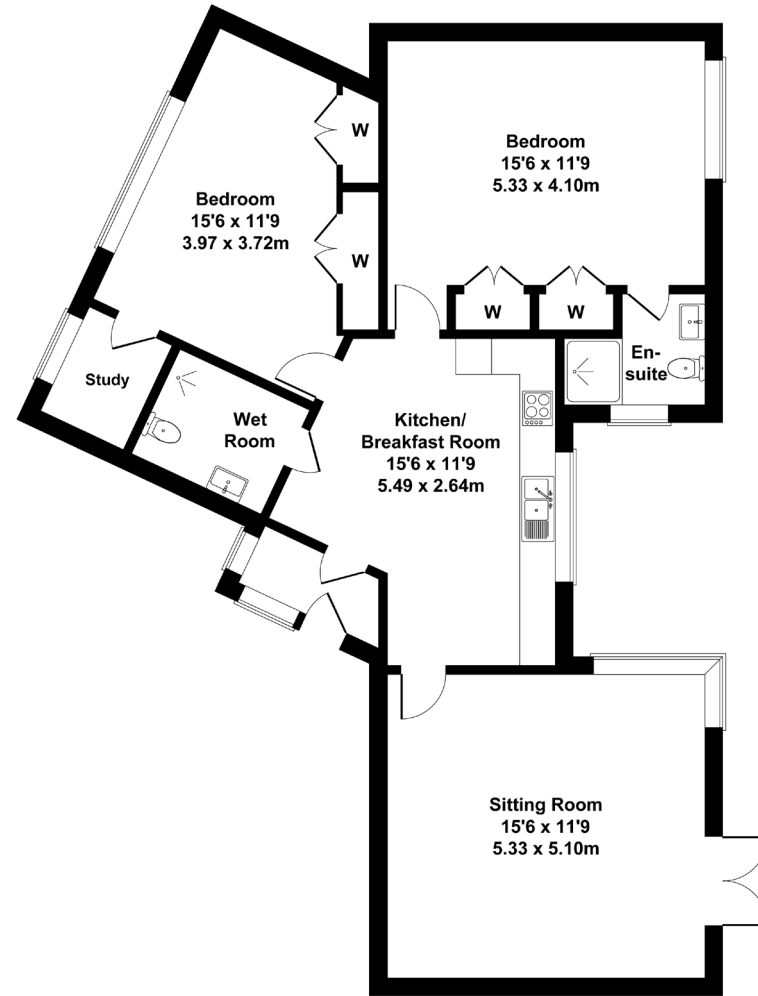 Bedroom
15'6 x 11'9
3.97 x 3.72m
W
W
Bedroom
15'6 x 11'9
5.33 x 4.10m
W
W
En-
suite
Study
Wet
Room
Kitchen/
Breakfast Room
15'6 x 11'9
5.49 x 2.64m
Sitting Room
15'6 x 11'9
5.33 x 5.10m